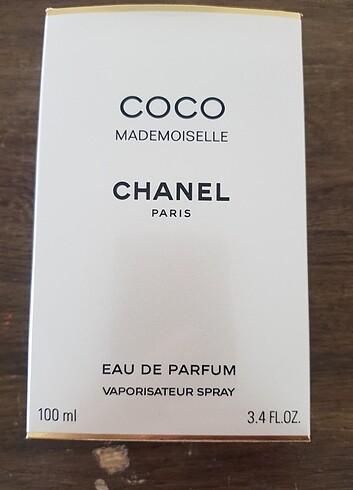 COCO
MADEMOISELLE
CHANEL
PARIS
EAU DE PARFUM
VAPORISATEUR SPRAY
100 ml 3.4 FL.OZ.